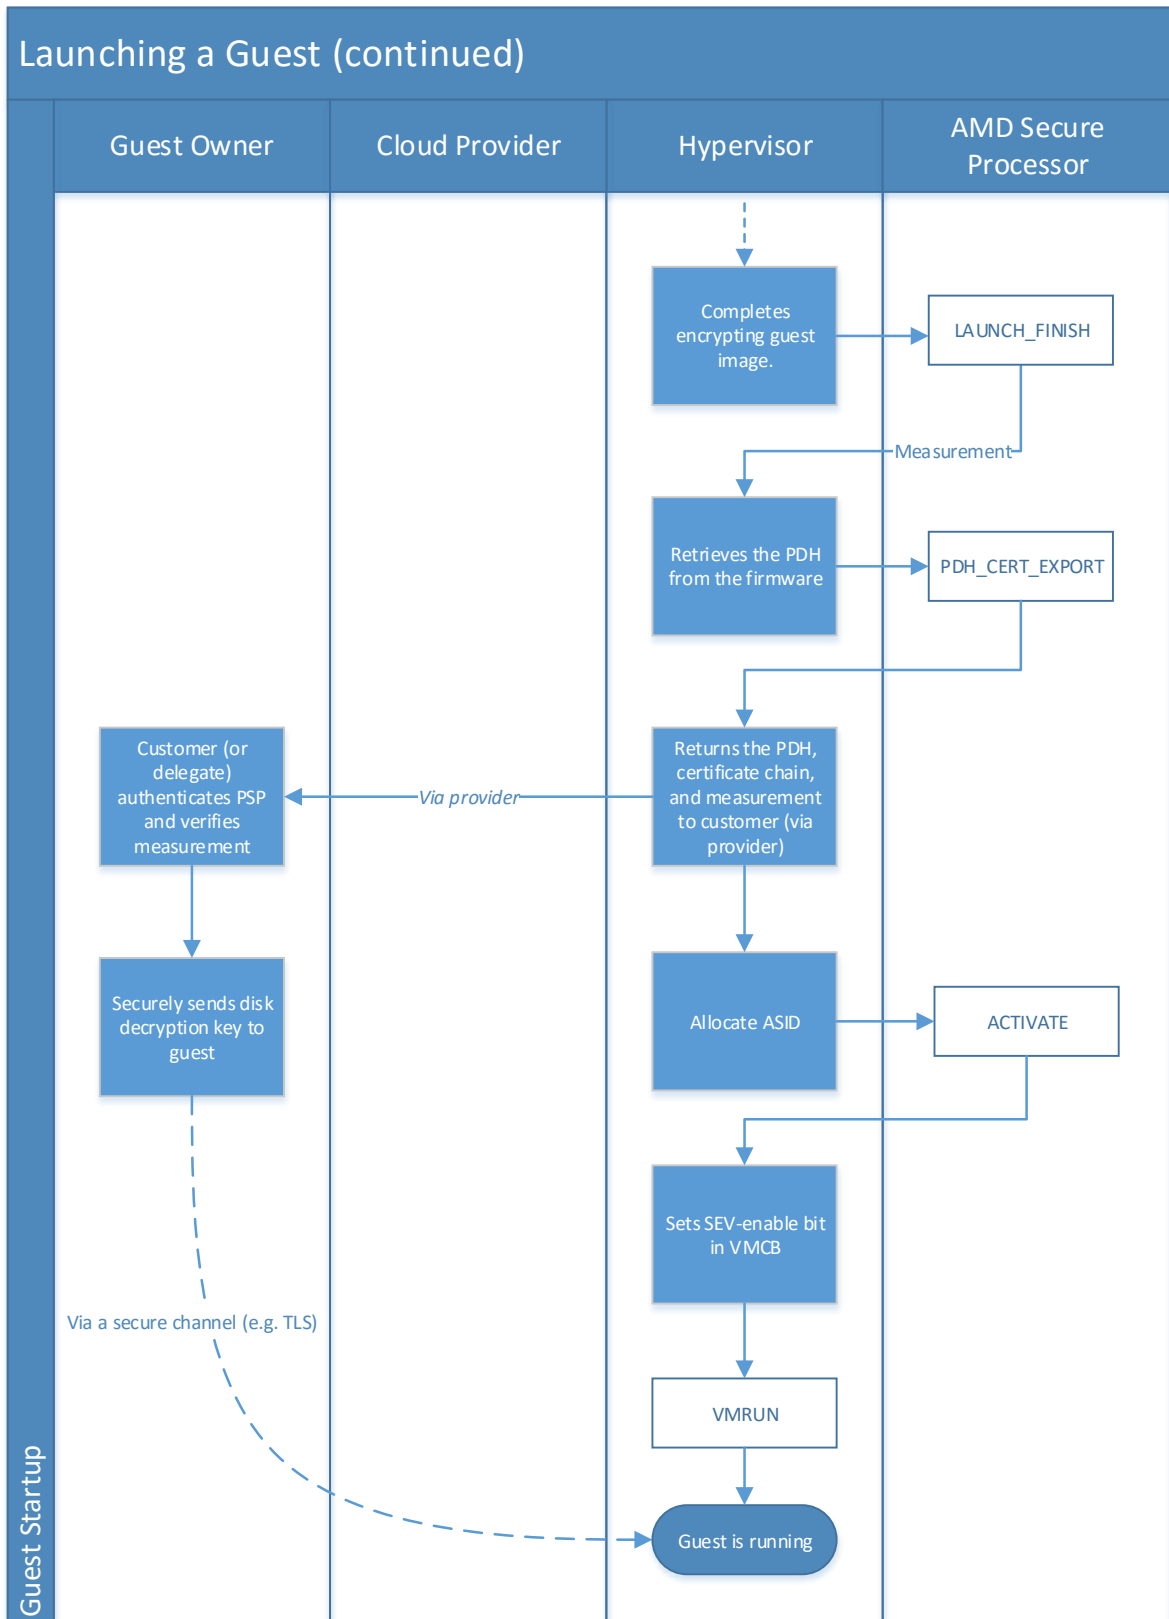 Launching a Guest (continued)
Guest Owner
Cloud Provider
Hypervisor
AMD Secure
Processor
Completes
encrypting guest
image.
LAUNCH_FINISH
Measurement
Retrieves the PDH
from the firmware
PDH_CERT_EXPORT
Customer (or
delegate)
authenticates PSP
and verifies
measurement
Via provider
Returns the PDH,
certificate chain,
and measurement
to customer (via
provider)
Securely sends disk
decryption key to
guest
Allocate ASID
ACTIVATE
Sets SEV-enable bit
in VMCB
Via a secure channel (e.g. TLS)
VMRUN
Guest is running
Guest Startup